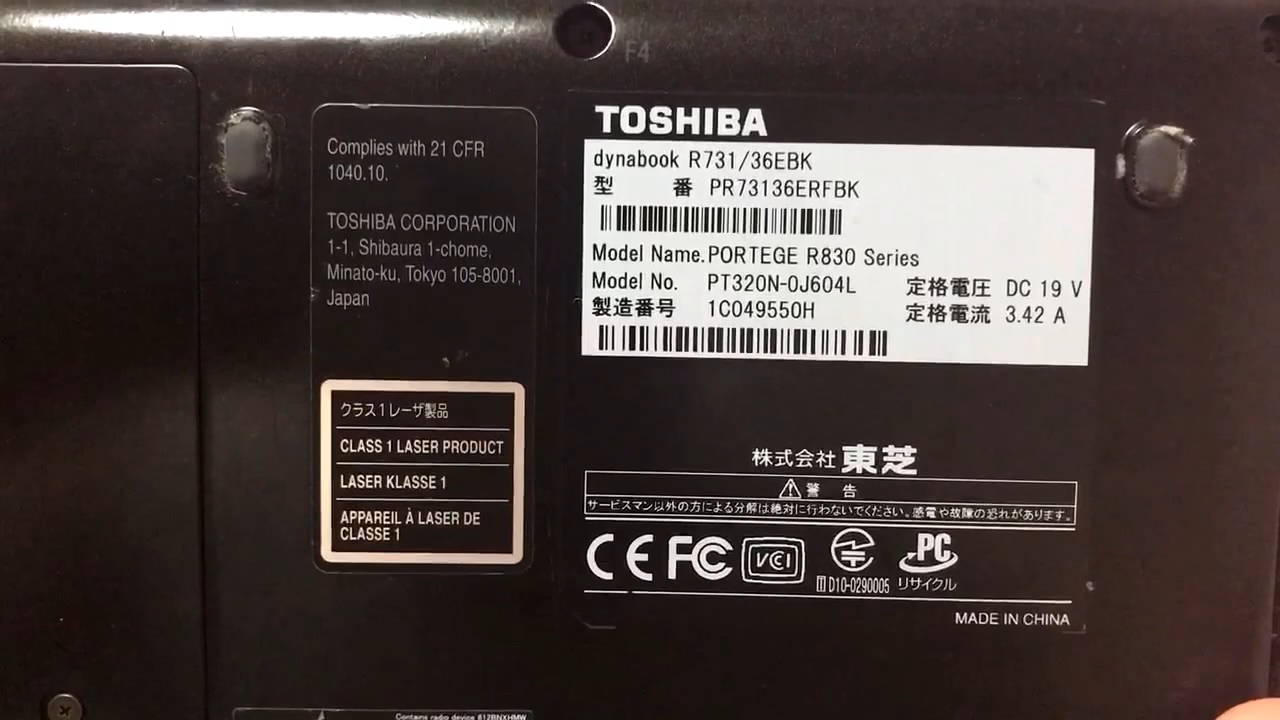 F4
Complies with 21 CFR
1040.10.
TOSHIBA CORPORATION
1-1, Shibaura 1-chome,
Minato-ku, Tokyo 105-8001,
Japan
クラス1レーザ製品
CLASS 1 LASER PRODUCT
LASER KLASSE 1
APPAREIL À LASER DE
CLASSE 1
TOSHIBA
dynabook R731/36EBK
型 番 PR73136ERFBK
Model Name. PORTEGE R830 Series
Model No. PT320N-0J604L 定格電圧 DC 19 V
製造番号 1C049550H 定格電流 3.42 A
株式会社 東芝
警 告
サービスマン以外の方による分解は絶対に行わないでください。感電や故障の恐れがあります。
CE FC VCI PC
D10-0290005 リサイクル
MADE IN CHINA
Contains radio device 812BNXHMW